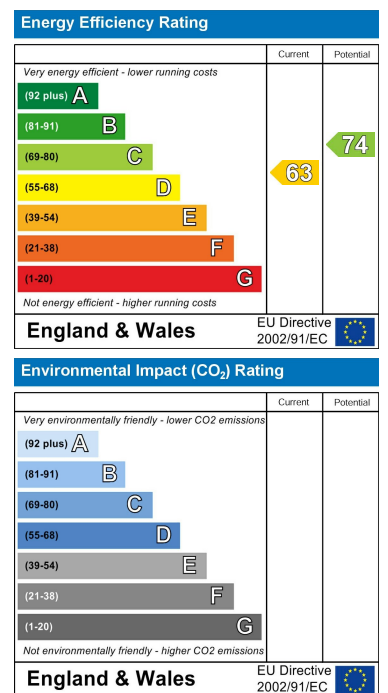 Energy Efficiency Rating
Current Potential
Very energy efficient - lower running costs
(92 plus) A
(81-91) B
(69-80) C
(55-68) D
(39-54) E
(21-38) F
(1-20) G
63
74
Not energy efficient - higher running costs
England & Wales
EU Directive
2002/91/EC
Environmental Impact (CO₂) Rating
Current Potential
Very environmentally friendly - lower CO2 emissions
(92 plus) A
(81-91) B
(69-80) C
(55-68) D
(39-54) E
(21-38) F
(1-20) G
Not environmentally friendly - higher CO2 emissions
England & Wales
EU Directive
2002/91/EC